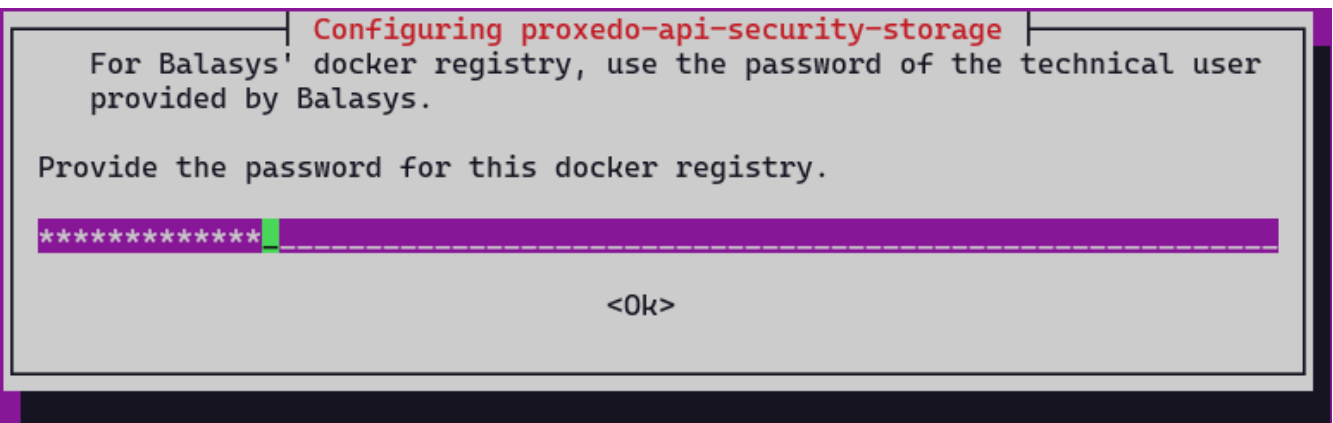 Configuring proxedo-api-security-storage
For Balasys' docker registry, use the password of the technical user
provided by Balasys.
Provide the password for this docker registry.
*************__________________________________________________________
<Ok>